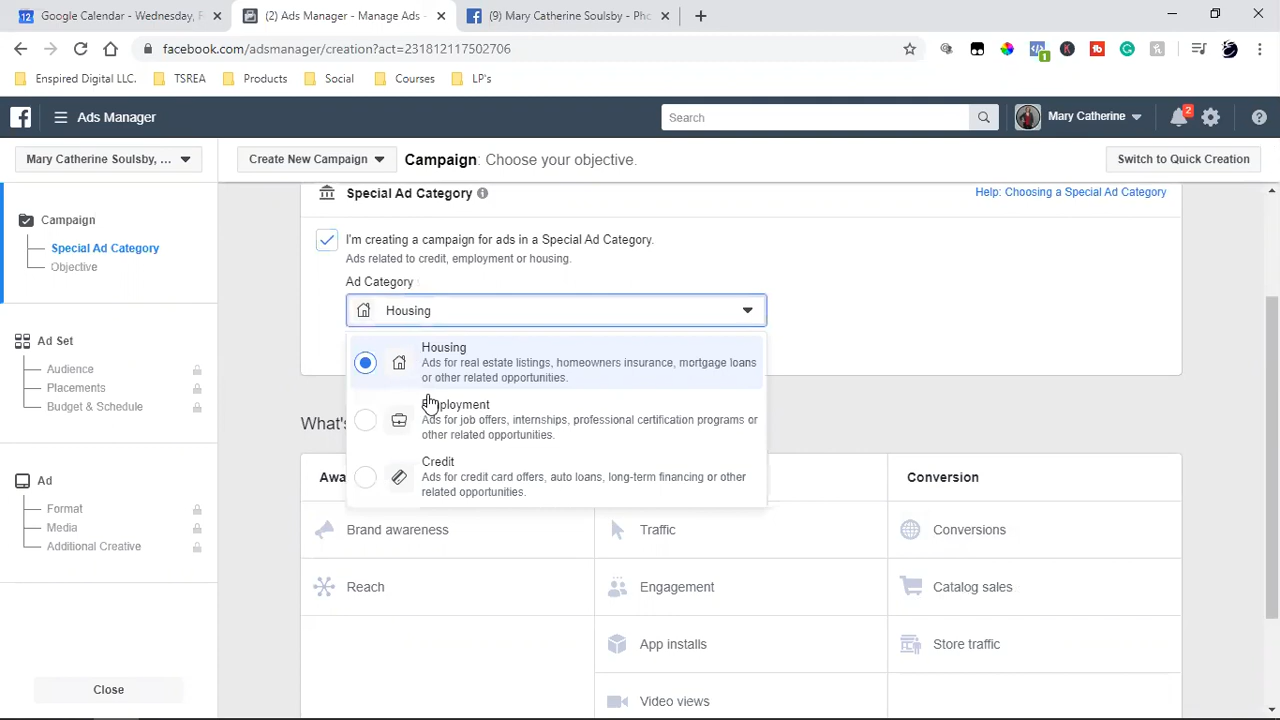 Google Calendar - Wednesday, F
(2) Ads Manager - Manage Ads -
(9) Mary Catherine Soulsby - Pho
facebook.com/adsmanager/creation?act=231812117502706
Enspired Digital LLC.
TSREA
Products
Social
Courses
LP's
Ads Manager
Search
Mary Catherine
2
Mary Catherine Soulsby, ...
Create New Campaign
Campaign: Choose your objective.
Switch to Quick Creation
Campaign
Special Ad Category
Objective
Ad Set
Audience
Placements
Budget & Schedule
Ad
Format
Media
Additional Creative
Close
Special Ad Category
Help: Choosing a Special Ad Category
I'm creating a campaign for ads in a Special Ad Category.
Ads related to credit, employment or housing.
Ad Category
Housing
Housing
Ads for real estate listings, homeowners insurance, mortgage loans
or other related opportunities.
Employment
Ads for job offers, internships, professional certification programs or
other related opportunities.
Credit
Ads for credit card offers, auto loans, long-term financing or other
related opportunities.
What's
Awa
Conversion
Brand awareness
Traffic
Conversions
Reach
Engagement
Catalog sales
App installs
Store traffic
Video views